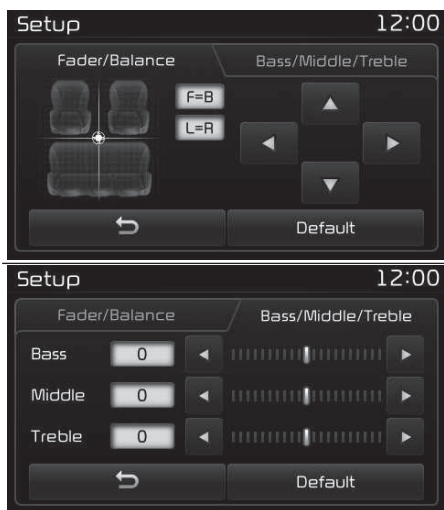 Setup 12:00
Fader/Balance Bass/Middle/Treble
F=B
L=R
Default
Setup 12:00
Fader/Balance Bass/Middle/Treble
Bass 0
Middle 0
Treble 0
Default